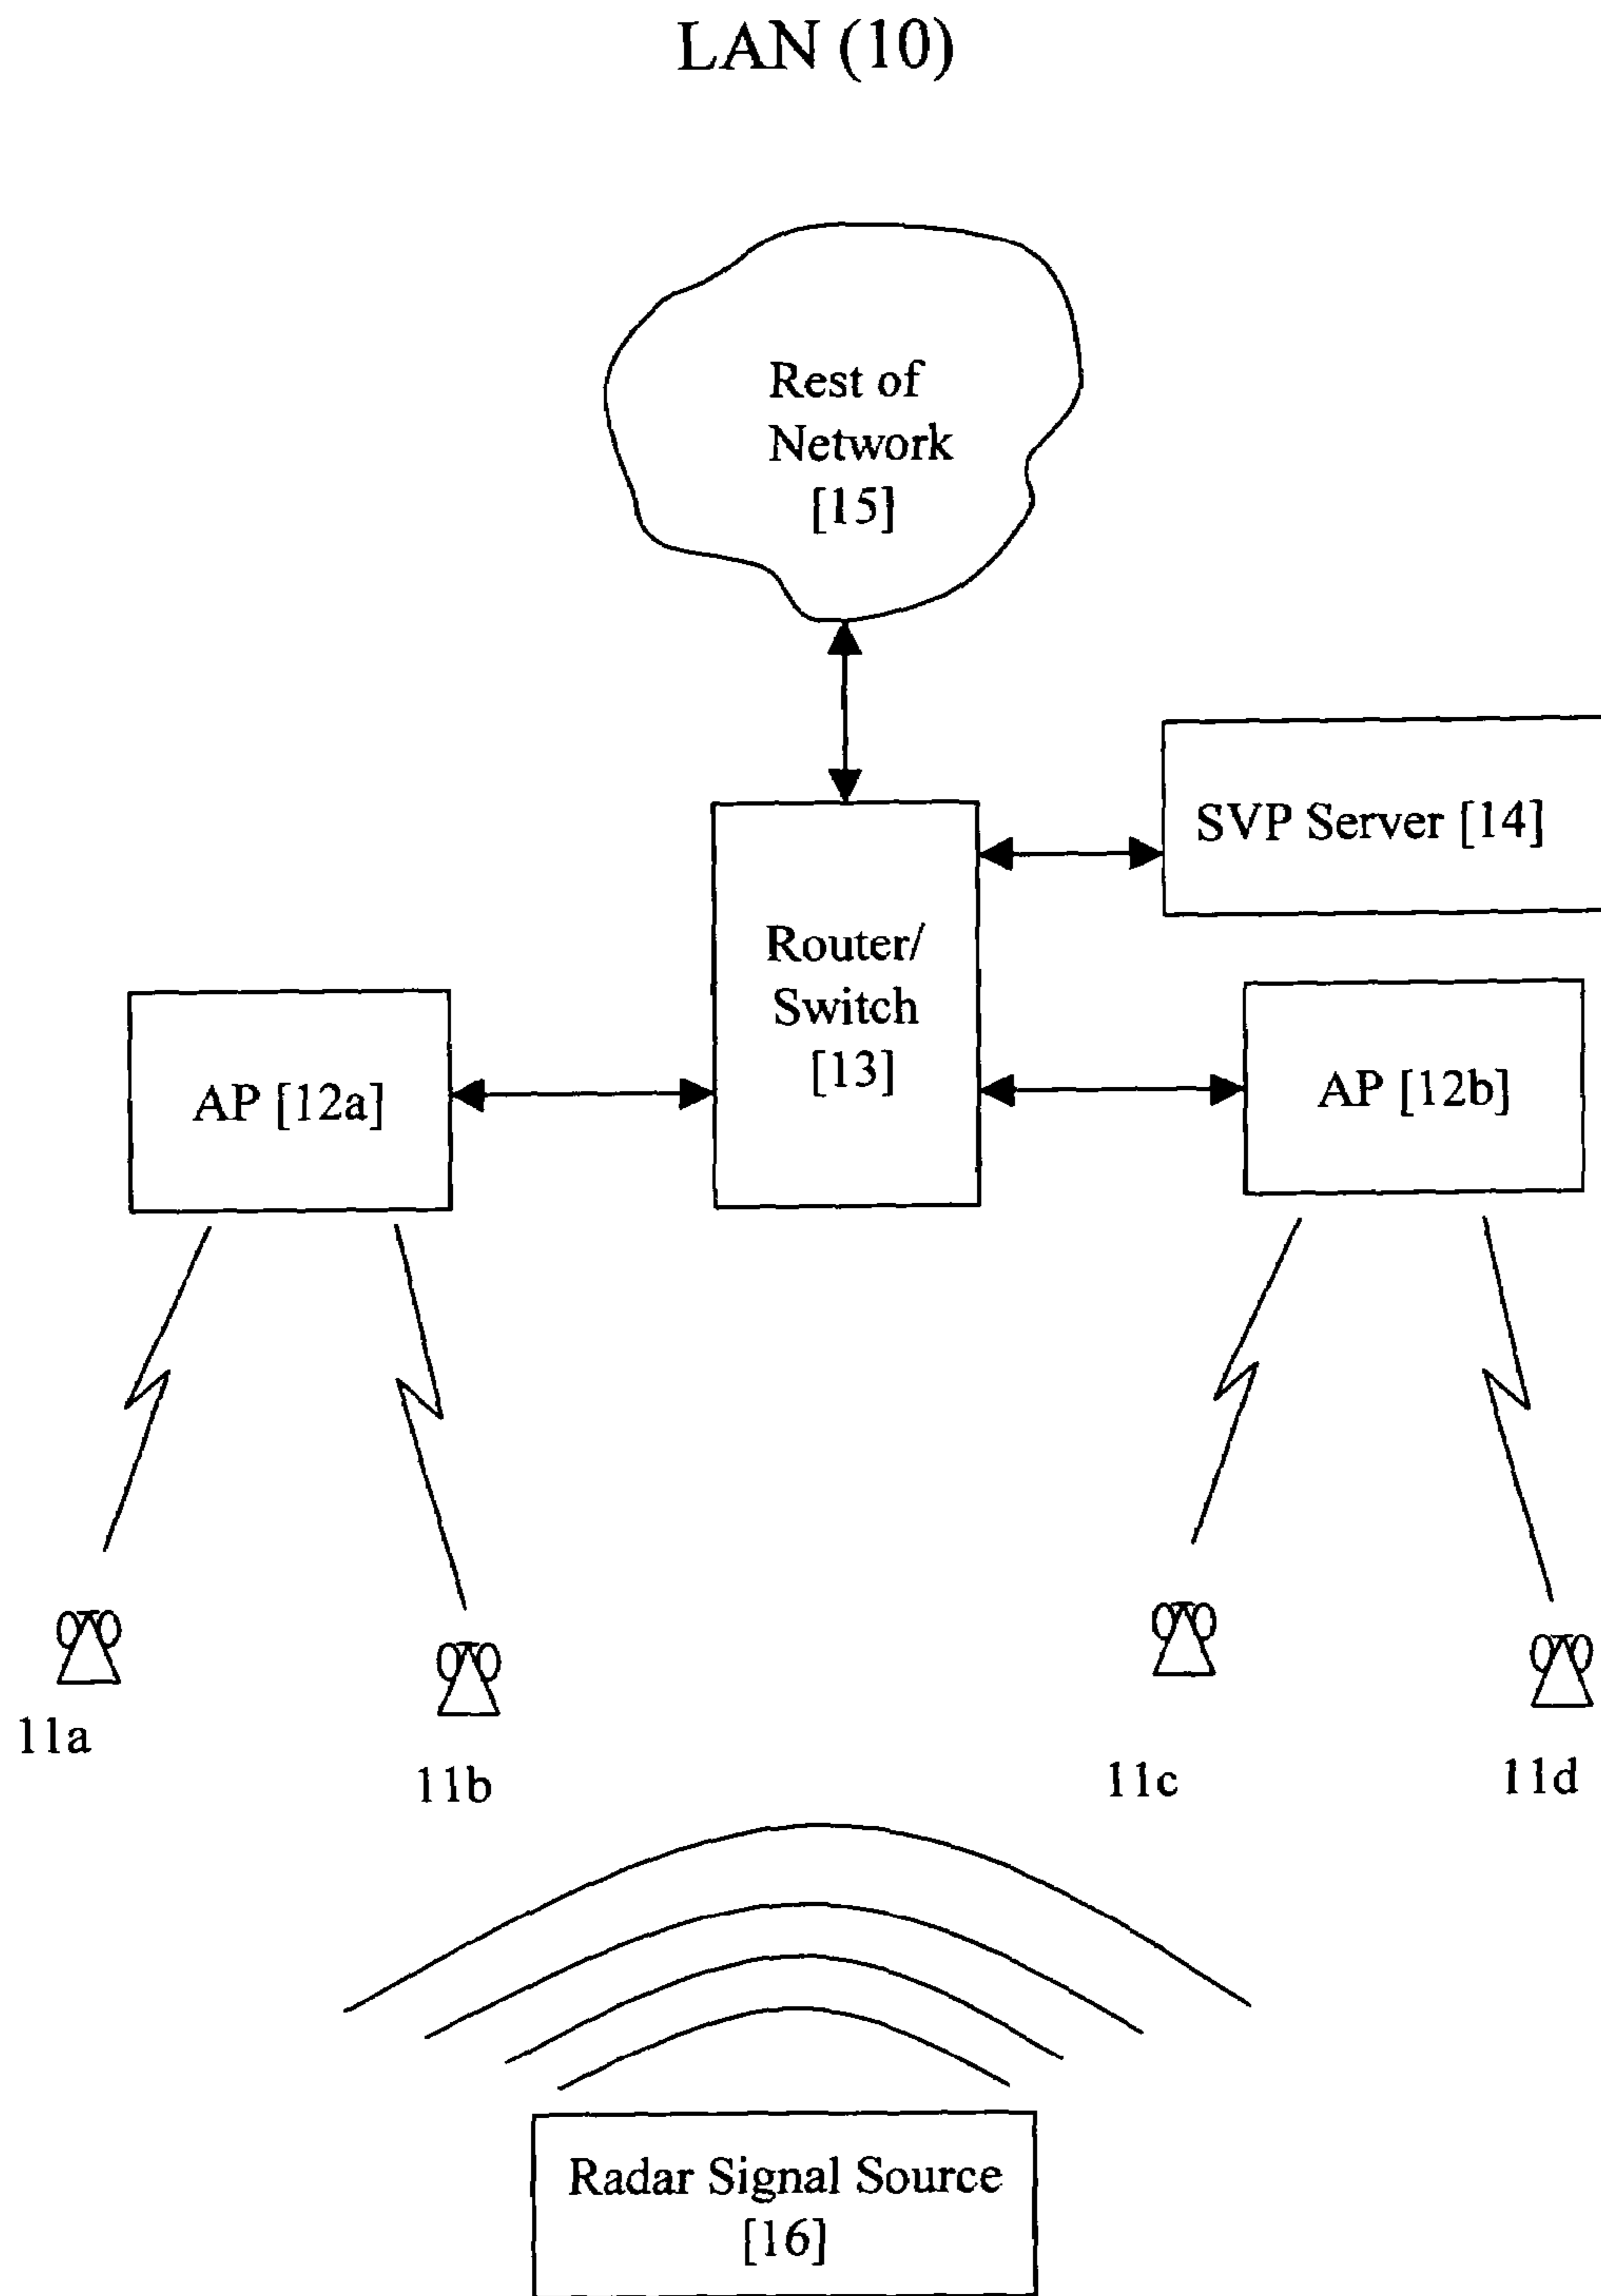 LAN (10)
Rest of
Network
[15]
SVP Server [14]
Router/
Switch
[13]
AP [12a]
AP [12b]
11a
11b
11c
11d
Radar Signal Source
[16]